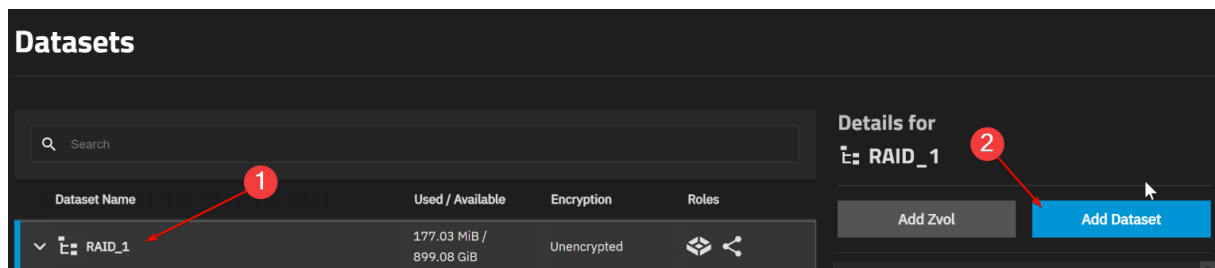 Datasets
Search
Dataset Name Used / Available Encryption Roles
1
RAID_1 177.03 MiB / Unencrypted
899.08 GiB
Details for
2
RAID_1
Add Zvol Add Dataset